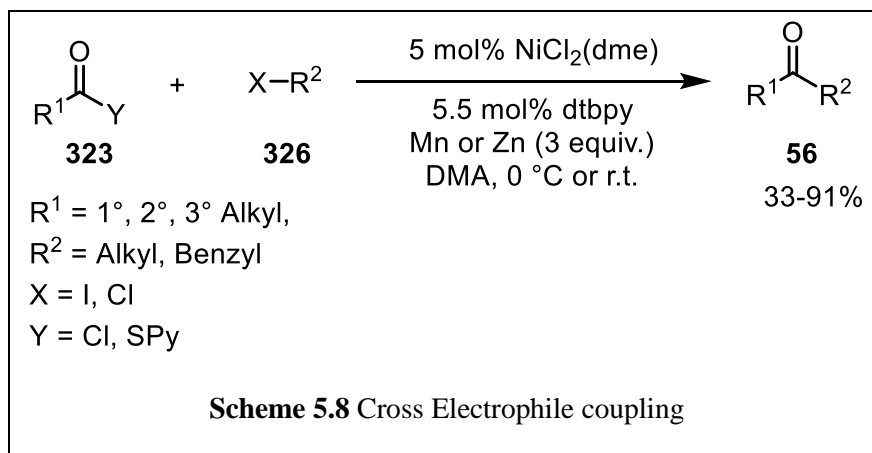 O
R¹ Y
323
+
X–R²
326
5 mol% NiCl₂(dme)
5.5 mol% dtbpy
Mn or Zn (3 equiv.)
DMA, 0 °C or r.t.
O
R¹ R²
56
33-91%
R¹ = 1°, 2°, 3° Alkyl,
R² = Alkyl, Benzyl
X = I, Cl
Y = Cl, SPy
Scheme 5.8 Cross Electrophile coupling